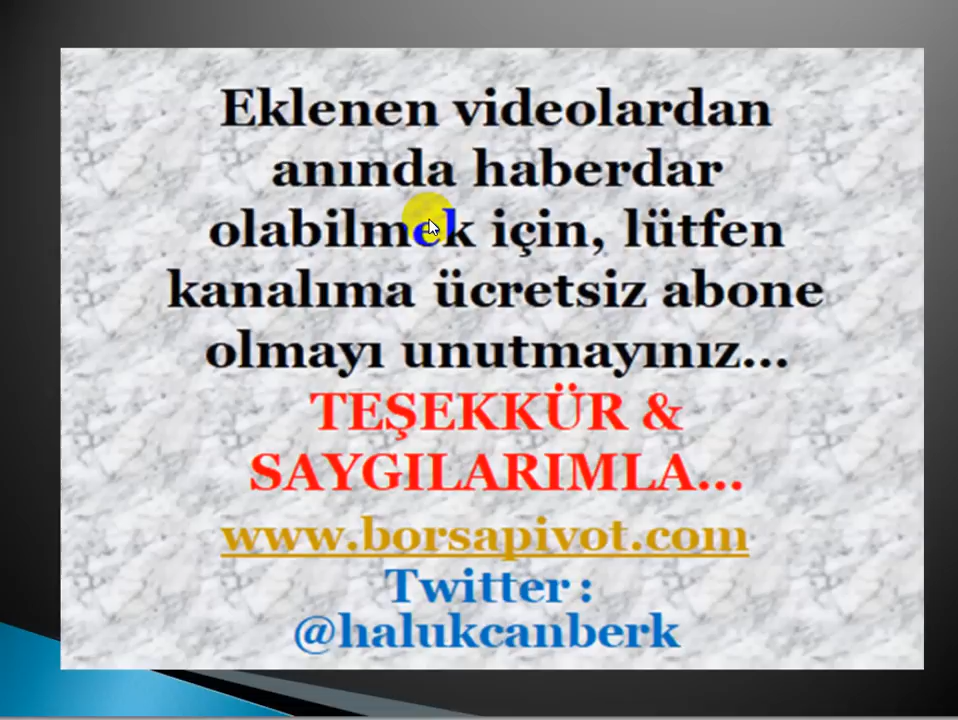 Eklenen videolardan
anında haberdar
olabilmek için, lütfen
kanalıma ücretsiz abone
olmayı unutmayınız...
TEŞEKKÜR &
SAYGILARIMLA...
www.borsapivot.com
Twitter :
@halukcanberk